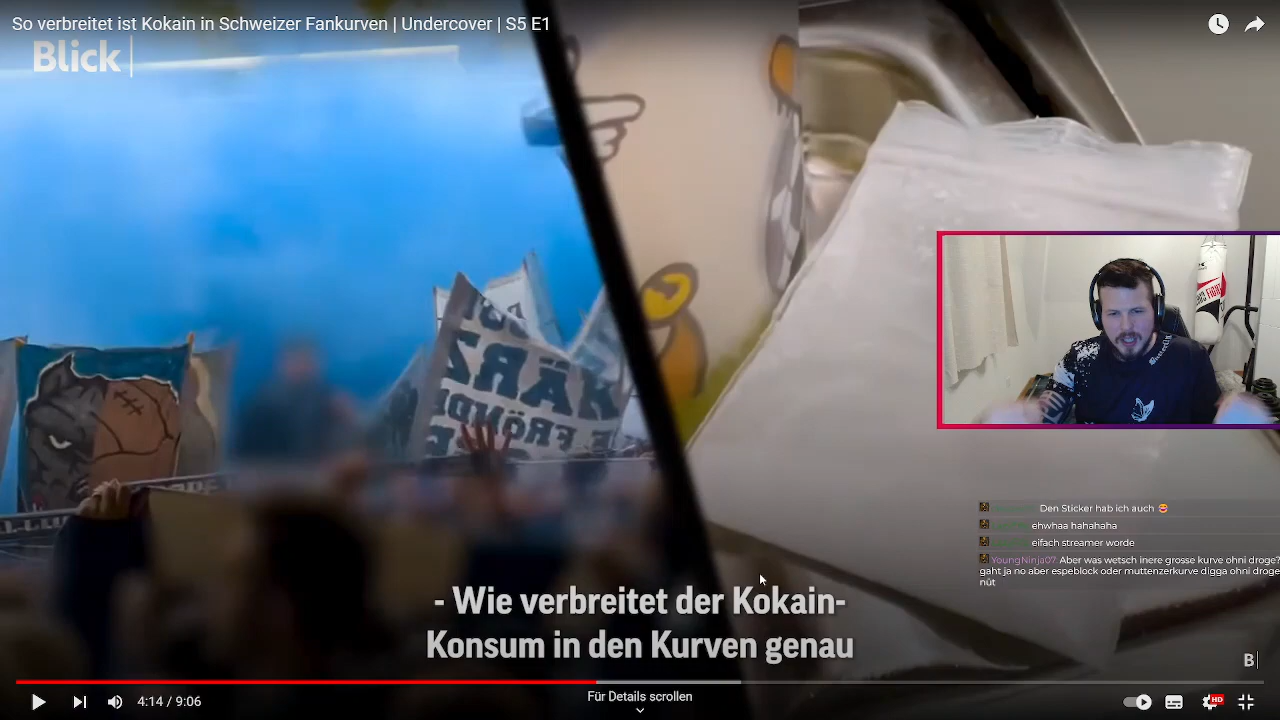 So verbreitet ist Kokain in Schweizer Fankurven | Undercover | S5 E1
Blick
- Wie verbreitet der Kokain-
Konsum in den Kurven genau
Den Sticker hab ich auch 😍
ehwhaa hahahaha
eifach streamer worde
YoungNinja07: Aber was wetsch inere grosse kurve ohni droge?
gaht ja no aber espeblock oder muttenzerkurve digga ohni droge
nüt
B
4:14 / 9:06
Für Details scrollen
HD